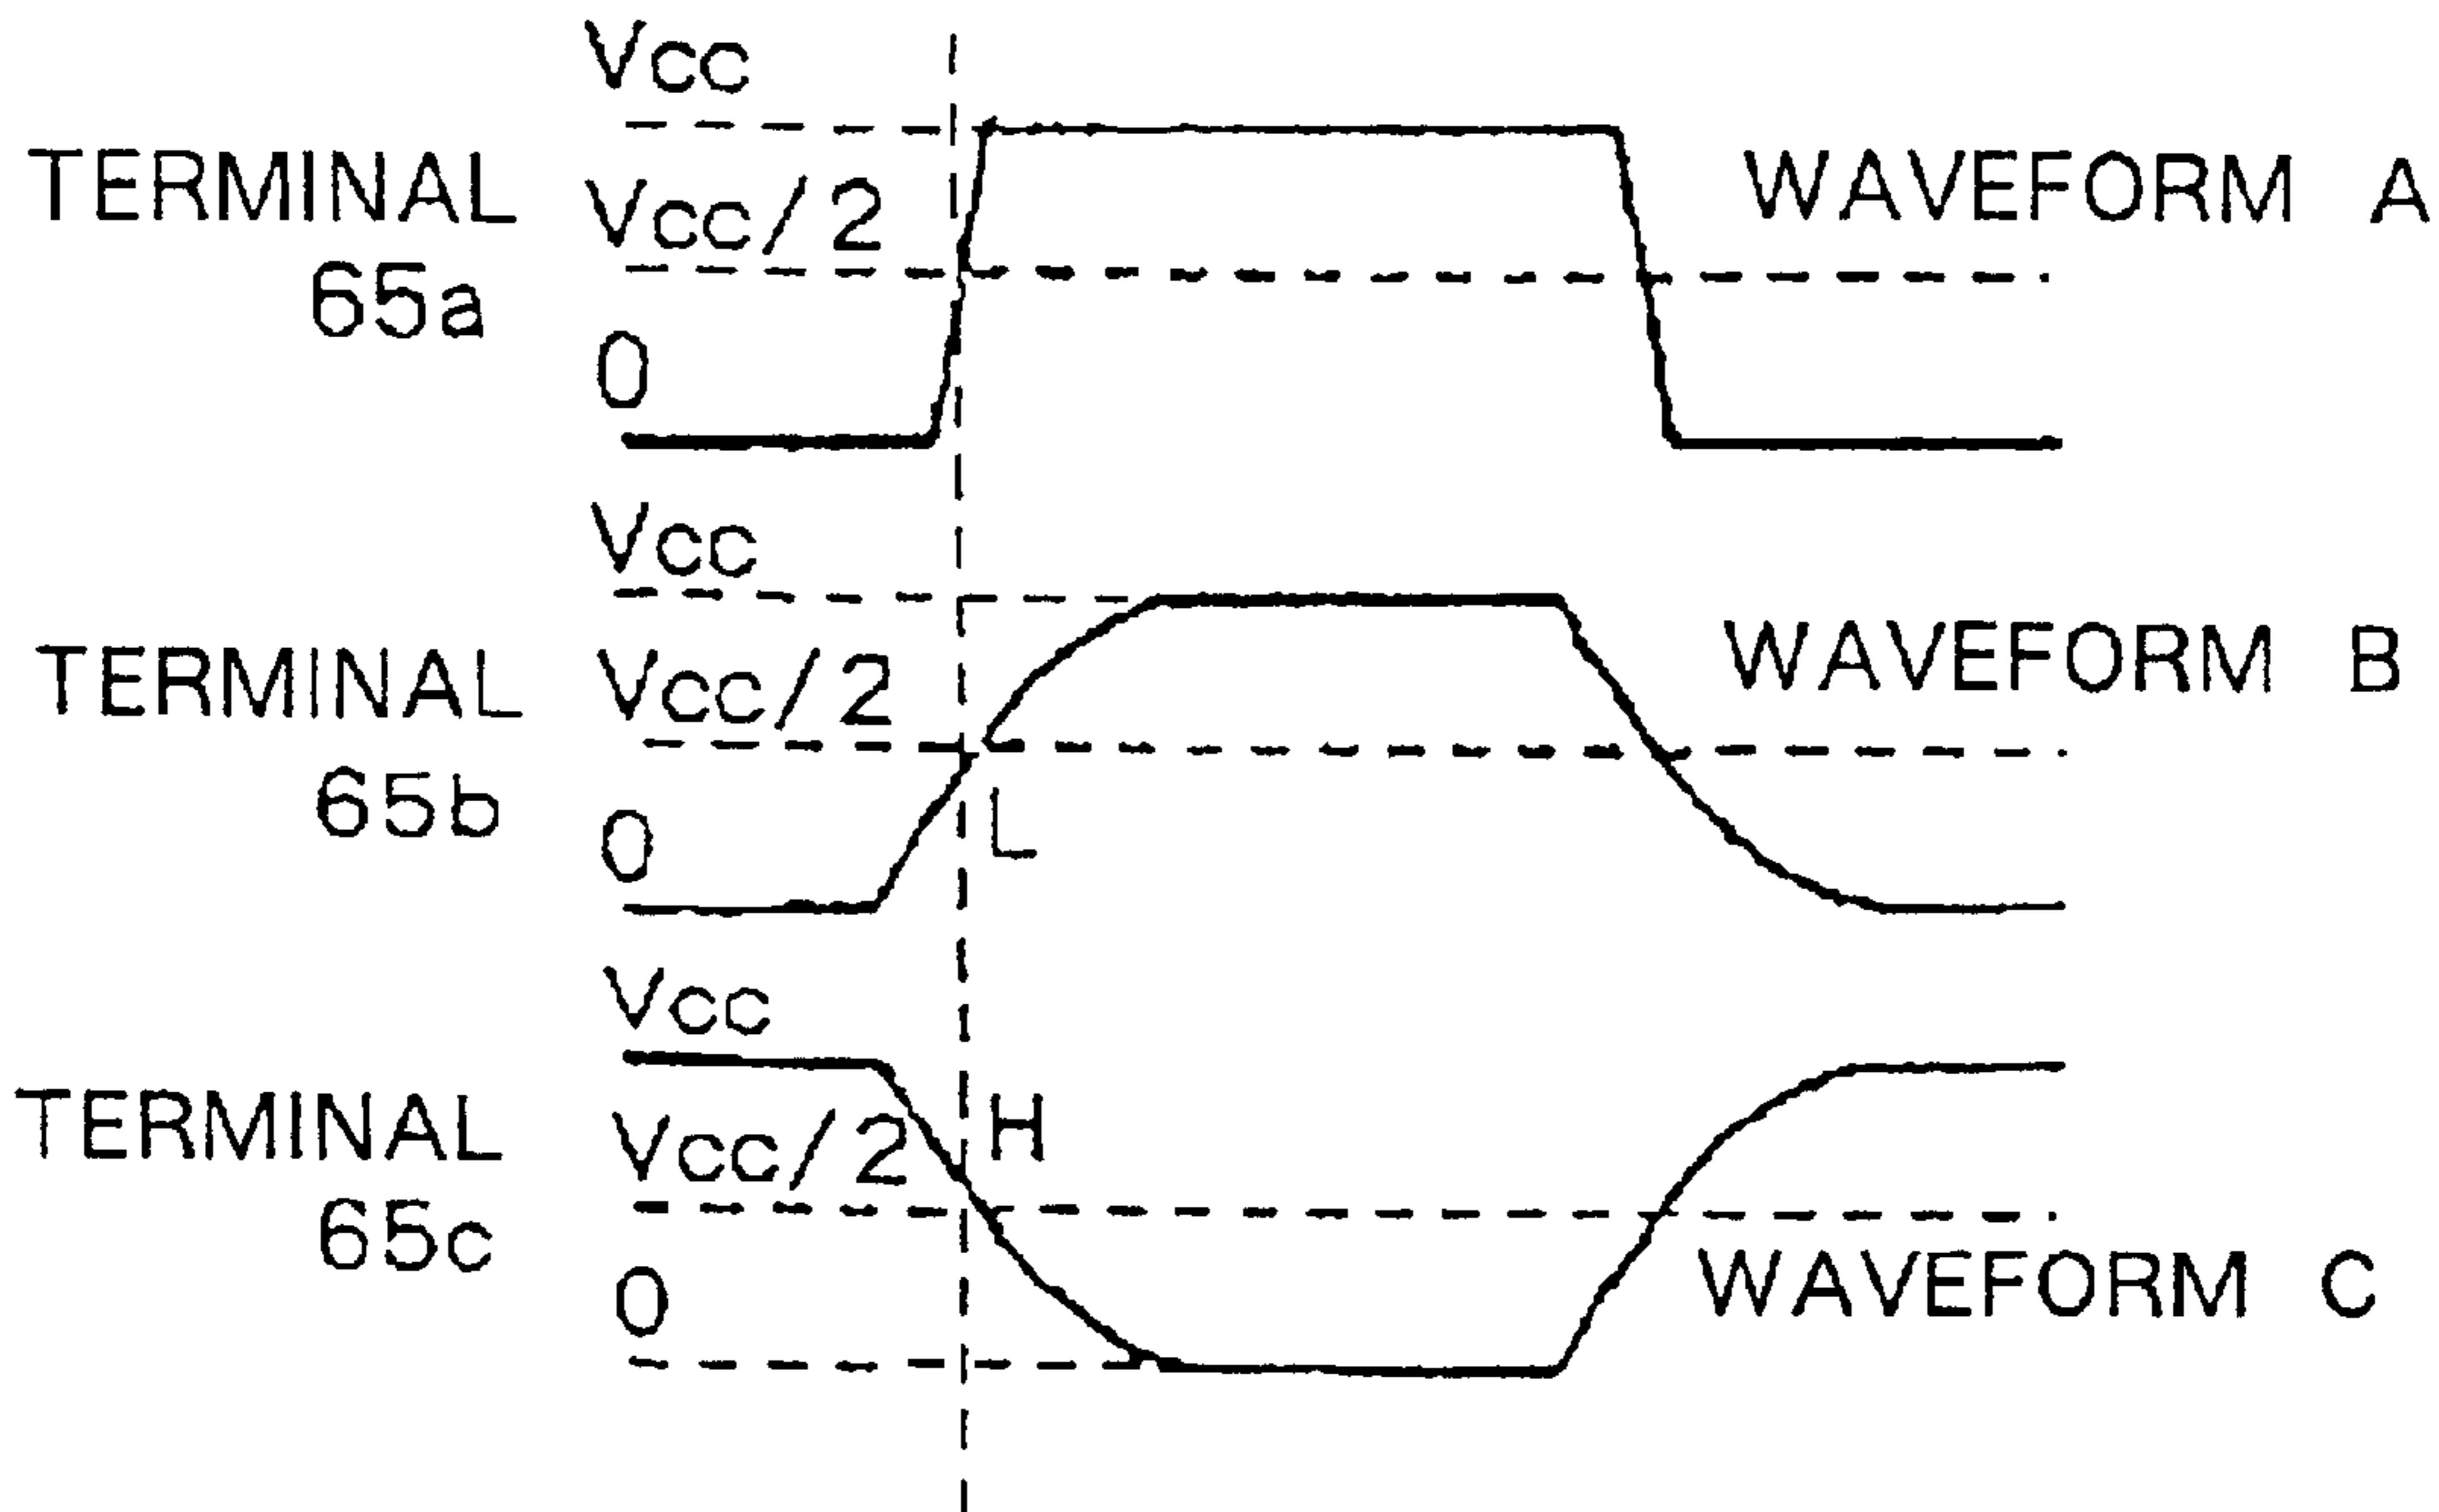 Vcc
TERMINAL
65a
Vcc/2
0
WAVEFORM A
Vcc
TERMINAL
65b
Vcc/2
0
L
WAVEFORM B
Vcc
TERMINAL
65c
Vcc/2
H
0
WAVEFORM C